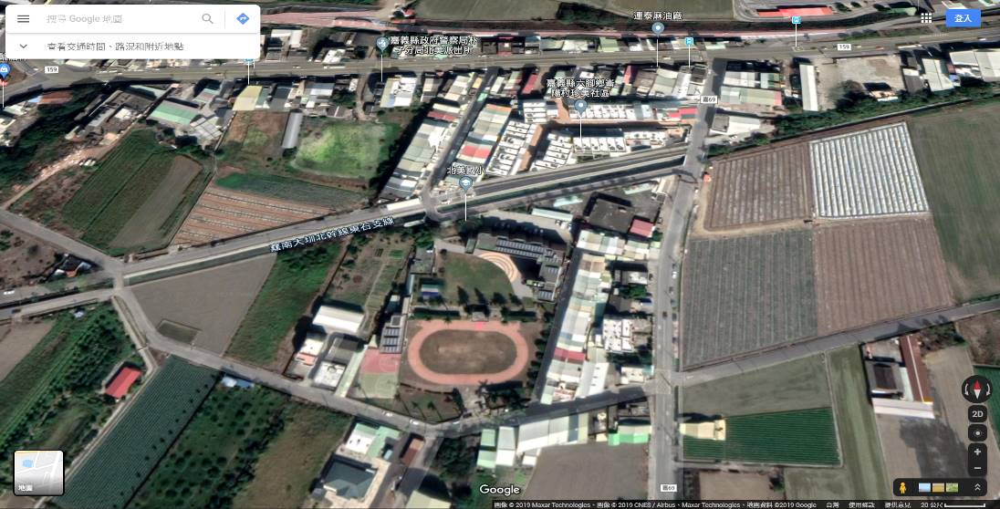 搜尋 Google 地圖
登入
查看交通時間、路況和附近地點
運泰麻油廠
嘉義縣政府警察局朴
子分局北美派出所
159
159
嘉義縣六腳鄉崙
陽村珍美社區
嘉69
北美國小
嘉南大圳北幹線東石支線
2D
地圖
Google
嘉69
圖像 © 2019 Maxar Technologies、圖像 © 2019 CNES / Airbus、Maxar Technologies、地圖資料 ©2019 Google 台灣 使用條款 提供意見 20 公尺